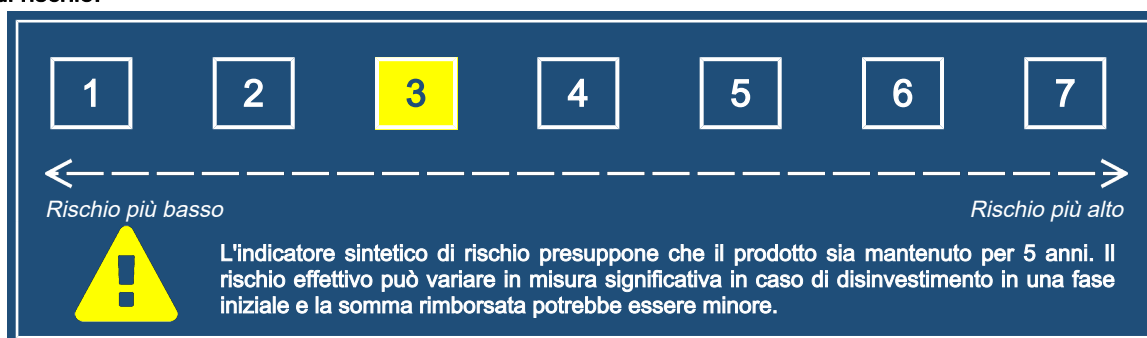 di rischio:
1 2 3 4 5 6 7
Rischio più basso Rischio più alto
L'indicatore sintetico di rischio presuppone che il prodotto sia mantenuto per 5 anni. Il
rischio effettivo può variare in misura significativa in caso di disinvestimento in una fase
iniziale e la somma rimborsata potrebbe essere minore.